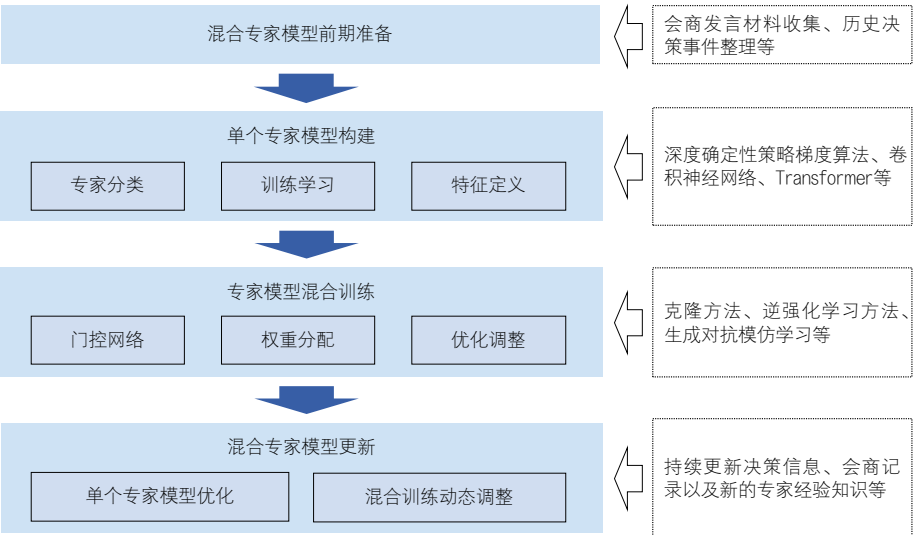 混合专家模型前期准备
会商发言材料收集、历史决
策事件整理等
单个专家模型构建
专家分类
训练学习
特征定义
深度确定性策略梯度算法、卷
积神经网络、Transformer等
专家模型混合训练
门控网络
权重分配
优化调整
克隆方法、逆强化学习方法、
生成对抗模仿学习等
混合专家模型更新
单个专家模型优化
混合训练动态调整
持续更新决策信息、会商记
录以及新的专家经验知识等